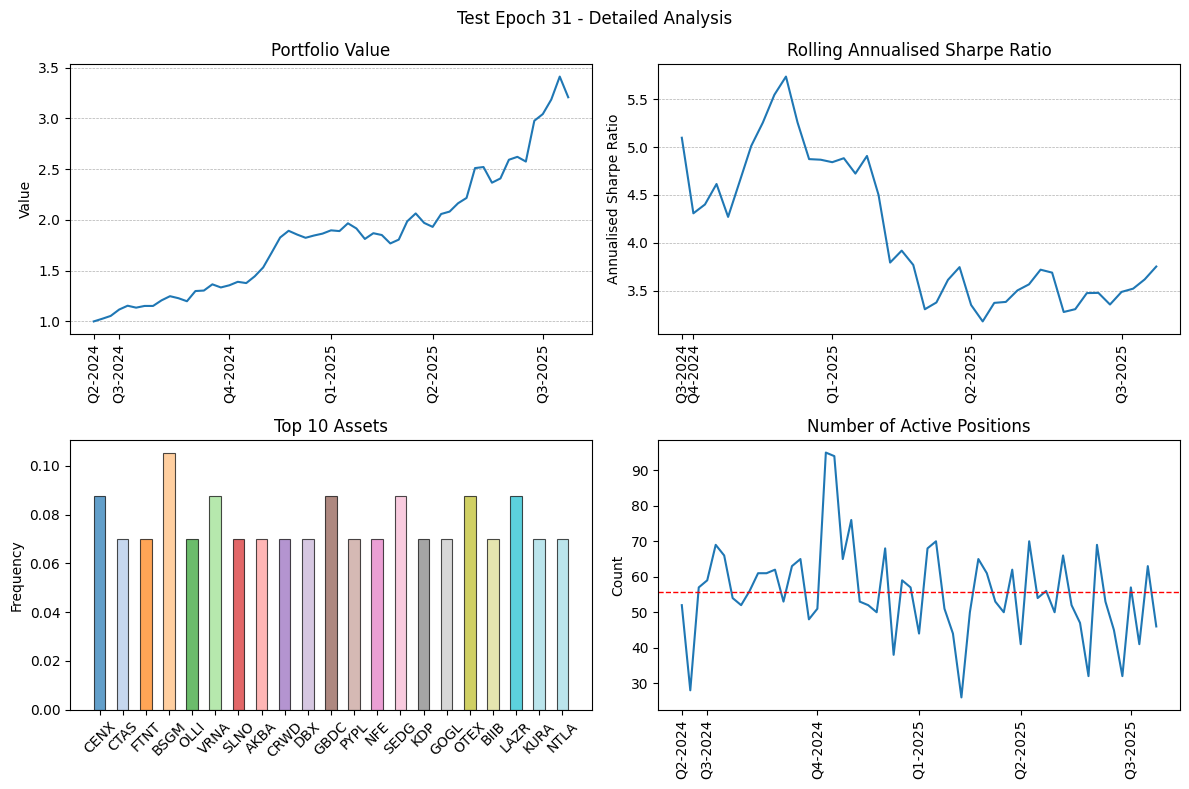 Test Epoch 31 - Detailed Analysis
Portfolio Value
Value
3.5
3.0
2.5
2.0
1.5
1.0
Q2-2024
Q3-2024
Q4-2024
Q1-2025
Q2-2025
Q3-2025
Rolling Annualised Sharpe Ratio
Annualised Sharpe Ratio
5.5
5.0
4.5
4.0
3.5
Q3-2024
Q4-2024
Q1-2025
Q2-2025
Q3-2025
Top 10 Assets
Frequency
0.10
0.08
0.06
0.04
0.02
0.00
CENX
CTAS
FTNT
BSGM
OLLI
VRNA
SLNO
AKBA
CRWD
DBX
GBDC
PYPL
NFE
SEDG
KDP
GOGL
OTEX
BIIB
LAZR
KURA
NTLA
Number of Active Positions
Count
90
80
70
60
50
40
30
Q2-2024
Q3-2024
Q4-2024
Q1-2025
Q2-2025
Q3-2025